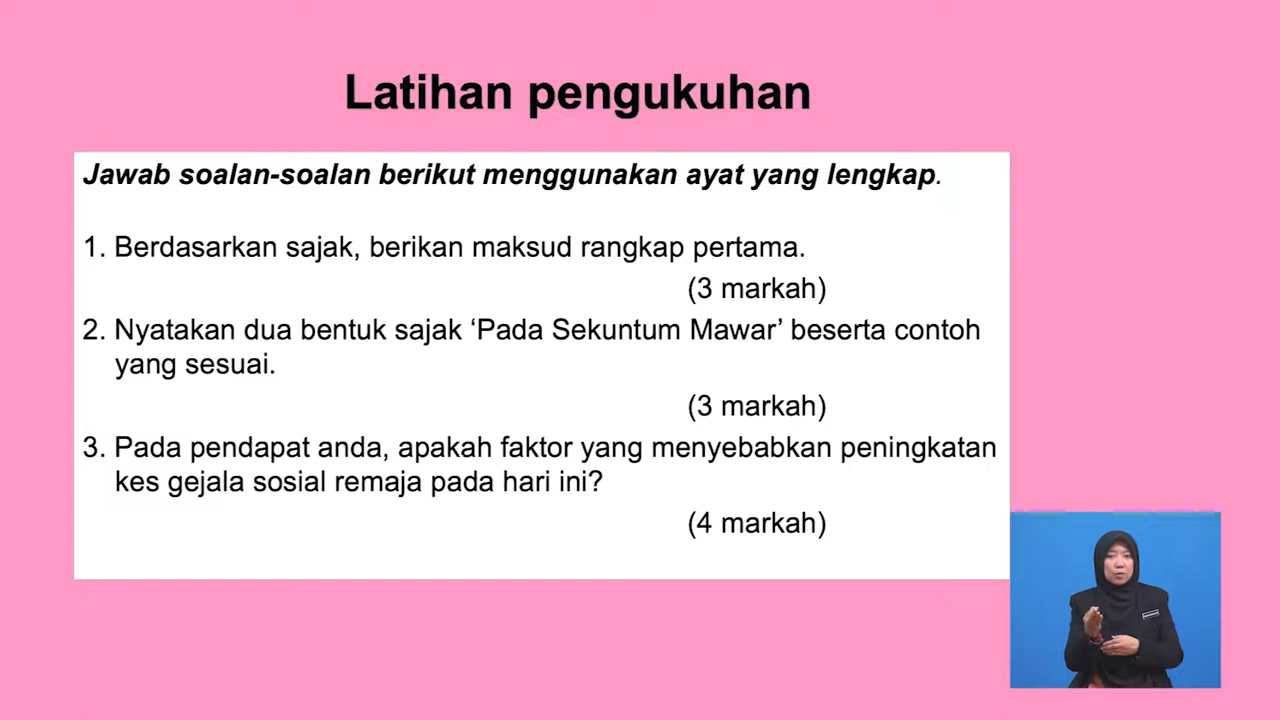 Latihan pengukuhan
Jawab soalan-soalan berikut menggunakan ayat yang lengkap.
1. Berdasarkan sajak, berikan maksud rangkap pertama.
(3 markah)
2. Nyatakan dua bentuk sajak ‘Pada Sekuntum Mawar’ beserta contoh
yang sesuai.
(3 markah)
3. Pada pendapat anda, apakah faktor yang menyebabkan peningkatan
kes gejala sosial remaja pada hari ini?
(4 markah)